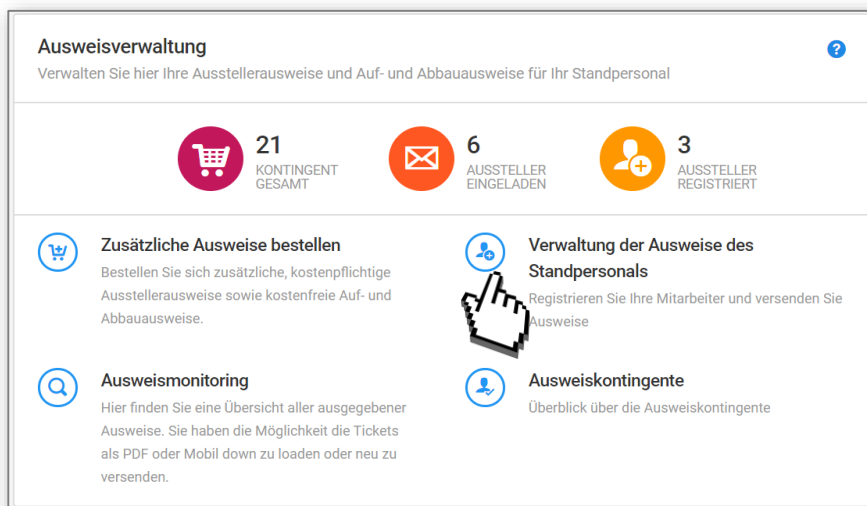 Ausweisverwaltung
Verwalten Sie hier Ihre Ausstellerausweise und Auf- und Abbauausweise für Ihr Standpersonal
?
21
KONTINGENT
GESAMT
6
AUSSTELLER
EINGELADEN
3
AUSSTELLER
REGISTRIERT
Zusätzliche Ausweise bestellen
Bestellen Sie sich zusätzliche, kostenpflichtige
Ausstellerausweise sowie kostenfreie Auf- und
Abbauausweise.
Verwaltung der Ausweise des
Standpersonals
Registrieren Sie Ihre Mitarbeiter und versenden Sie
Ausweise
Ausweismonitoring
Hier finden Sie eine Übersicht aller ausgegebener
Ausweise. Sie haben die Möglichkeit die Tickets
als PDF oder Mobil down zu loaden oder neu zu
versenden.
Ausweiskontingente
Überblick über die Ausweiskontingente